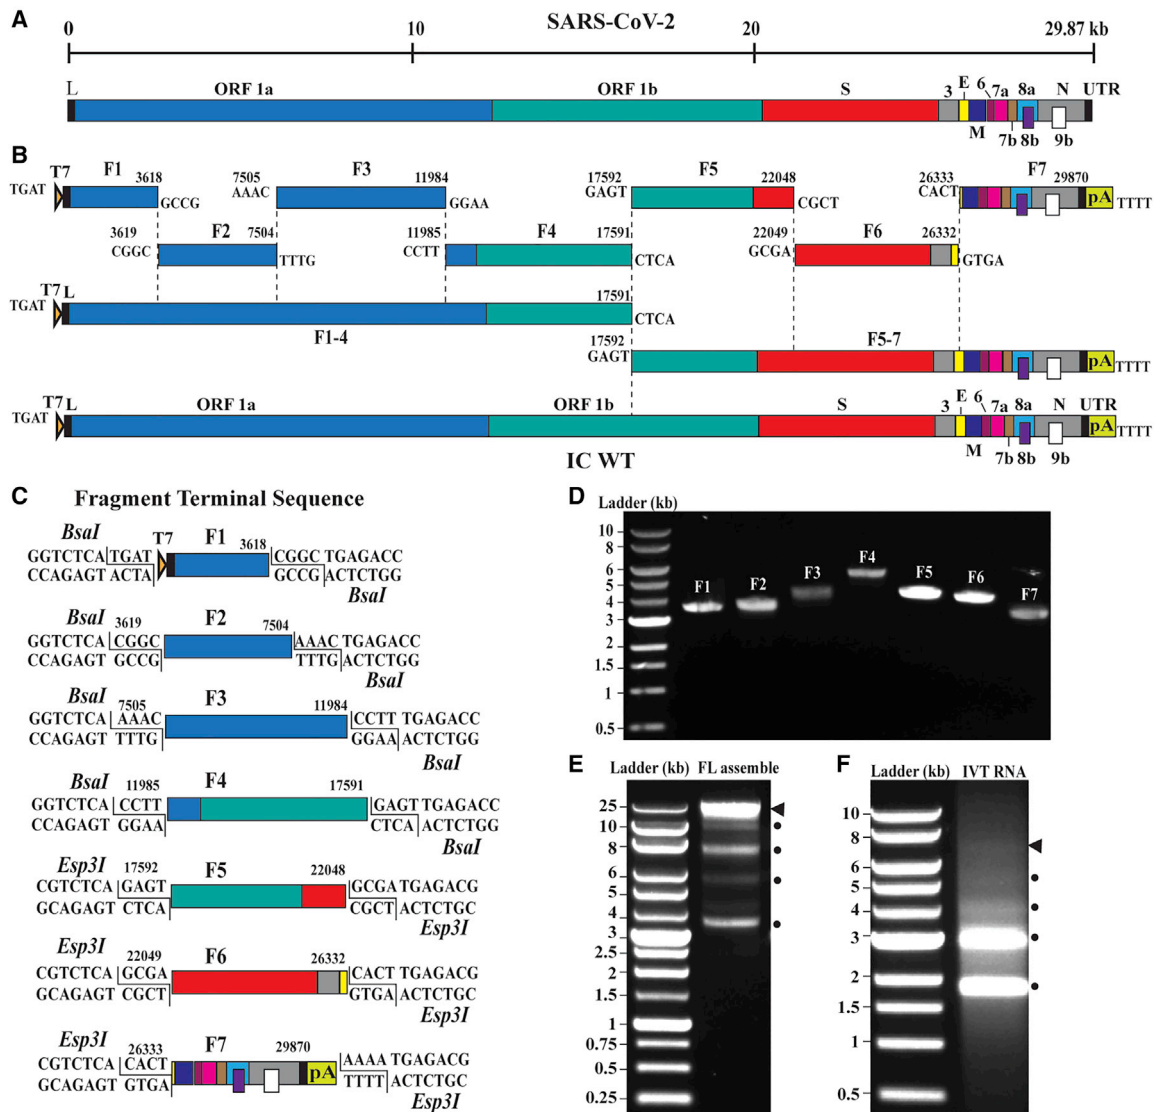 A
SARS-CoV-2
0 10 20 29.87 kb
L ORF 1a ORF 1b S 3 E 6 7a 8a N UTR
M 7b 8b 9b
B
T7 F1 3618 7505 F3 11984 17592 F5 22048 26333 F7 29870
TGAT GCCG AAAC GGAA GAGT CGCT CACT pA TTTT
3619 F2 7504 11985 F4 17591 22049 F6 26332
CGGC TTTG CCTT CTCA GCGA GTGA
T7 L 17591
TGAT CTCA
F1-4
17592 F5-7
GAGT pA TTTT
T7 L ORF 1a ORF 1b S 3 E 6 7a 8a N UTR
TGAT pA TTTT
M 7b 8b 9b
IC WT
C
Fragment Terminal Sequence
BsaI T7 F1 3618
GGTCTCA TGAT CGGC TGAGACC
CCAGAGT ACTA GCCG ACTCTGG
BsaI
BsaI 3619 F2 7504
GGTCTCA CGGC AAAC TGAGACC
CCAGAGT GCCG TTTG ACTCTGG
BsaI
BsaI 7505 F3 11984
GGTCTCA AAAC CCTT TGAGACC
CCAGAGT TTTG GGAA ACTCTGG
BsaI
BsaI 11985 F4 17591
GGTCTCA CCTT GAGT TGAGACC
CCAGAGT GGAA CTCA ACTCTGG
BsaI
Esp3I 17592 F5 22048
CGTCTCA GAGT GCGA TGAGACG
GCAGAGT CTCA CGCT ACTCTGC
Esp3I
Esp3I 22049 F6 26332
CGTCTCA GCGA CACT TGAGACG
GCAGAGT CGCT GTGA ACTCTGC
Esp3I
Esp3I 26333 F7 29870
CGTCTCA CACT AAAA TGAGACG
GCAGAGT GTGA pA TTTT ACTCTGC
Esp3I
D
Ladder (kb)
10
8
6
5
4
3
2
1.5
1
0.5
F1 F2 F3 F4 F5 F6 F7
E
Ladder (kb) FL assemble
25
10
8
6
5
4
3
2.5
2
1.5
1
0.75
0.5
0.25
F
Ladder (kb) IVT RNA
10
8
6
5
4
3
2
1.5
1
0.5